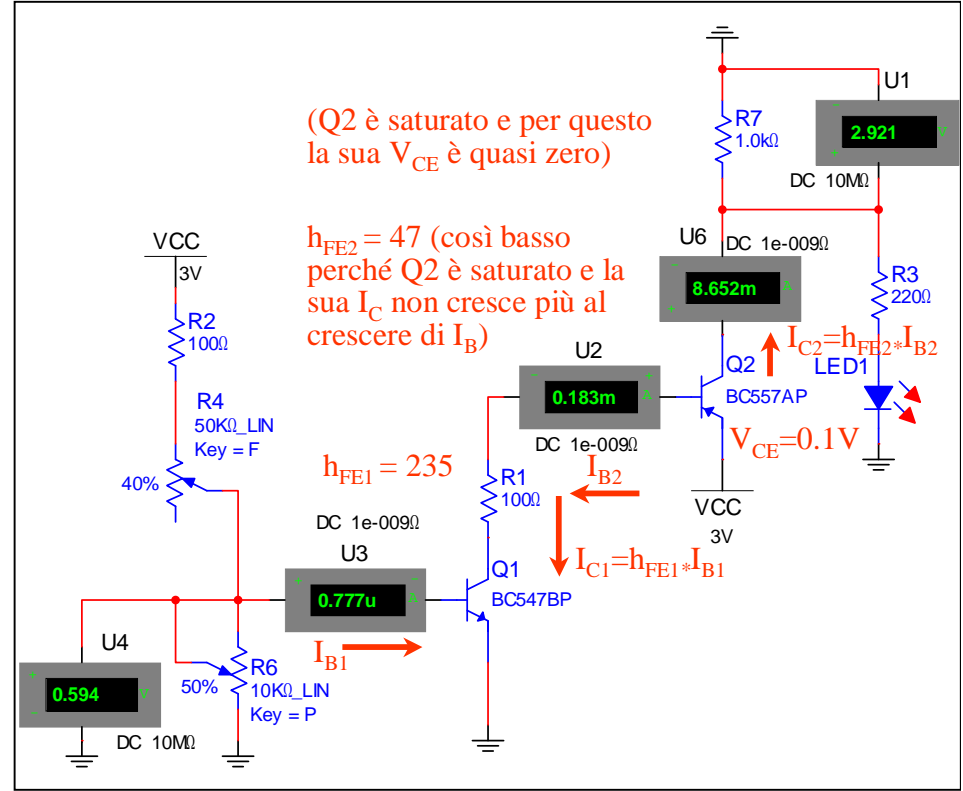 U1
(Q2 è saturato e per questo
la sua VCE è quasi zero)
R7
1.0kΩ
-
2.921 V
+
DC 10MΩ
hFE2 = 47 (così basso
perché Q2 è saturato e la
sua IC non cresce più al
crescere di IB)
VCC
3V
U6
DC 1e-009Ω
-
8.652m A
+
R3
220Ω
R2
100Ω
IC2=hFE2*IB2
U2
- +
0.183m A
DC 1e-009Ω
Q2
BC557AP
LED1
R4
50KΩ_LIN
Key = F
40%
VCE=0.1V
hFE1 = 235
R1
100Ω
IB2
VCC
3V
DC 1e-009Ω
U3
IC1=hFE1*IB1
+ -
0.777u A
Q1
BC547BP
U4
IB1
R6
10KΩ_LIN
Key = P
50%
+
0.594 V
-
DC 10MΩ